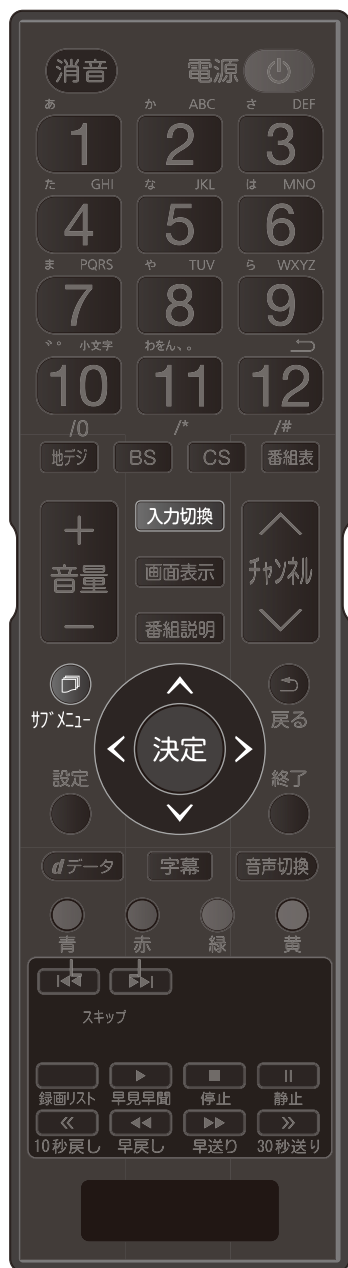 消音 電源
あ か ABC さ DEF
1 2 3
た GHI な JKL は MNO
4 5 6
ま PQRS や TUV ら WXYZ
7 8 9
゛゜ 小文字 わをん、。
10 11 12
/0 /* /#
地デジ BS CS 番組表
入力切換
+ 音量 −
画面表示
チャンネル
番組説明
サブメニュー
戻る
決定
設定 終了
dデータ 字幕 音声切換
青 赤 緑 黄
スキップ
録画リスト 早見早聞 停止 静止
10秒戻し 早戻し 早送り 30秒送り